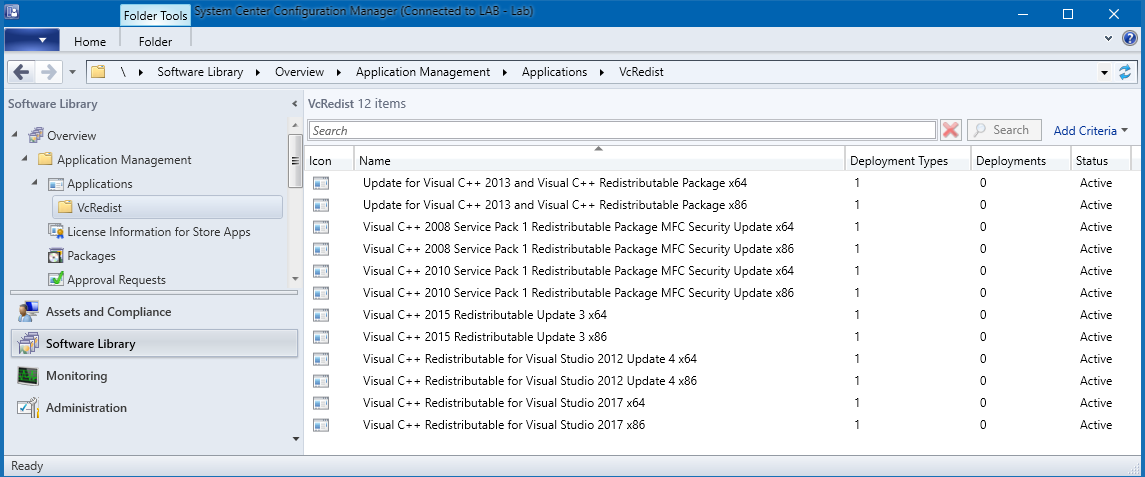 Folder Tools
System Center Configuration Manager (Connected to LAB - Lab)
Home Folder
\ Software Library Overview Application Management Applications VcRedist
Software Library
Overview
Application Management
Applications
VcRedist
License Information for Store Apps
Packages
Approval Requests
Assets and Compliance
Software Library
Monitoring
Administration
VcRedist 12 items
Search Search Add Criteria
Icon Name Deployment Types Deployments Status
Update for Visual C++ 2013 and Visual C++ Redistributable Package x64 1 0 Active
Update for Visual C++ 2013 and Visual C++ Redistributable Package x86 1 0 Active
Visual C++ 2008 Service Pack 1 Redistributable Package MFC Security Update x64 1 0 Active
Visual C++ 2008 Service Pack 1 Redistributable Package MFC Security Update x86 1 0 Active
Visual C++ 2010 Service Pack 1 Redistributable Package MFC Security Update x64 1 0 Active
Visual C++ 2010 Service Pack 1 Redistributable Package MFC Security Update x86 1 0 Active
Visual C++ 2015 Redistributable Update 3 x64 1 0 Active
Visual C++ 2015 Redistributable Update 3 x86 1 0 Active
Visual C++ Redistributable for Visual Studio 2012 Update 4 x64 1 0 Active
Visual C++ Redistributable for Visual Studio 2012 Update 4 x86 1 0 Active
Visual C++ Redistributable for Visual Studio 2017 x64 1 0 Active
Visual C++ Redistributable for Visual Studio 2017 x86 1 0 Active
Ready